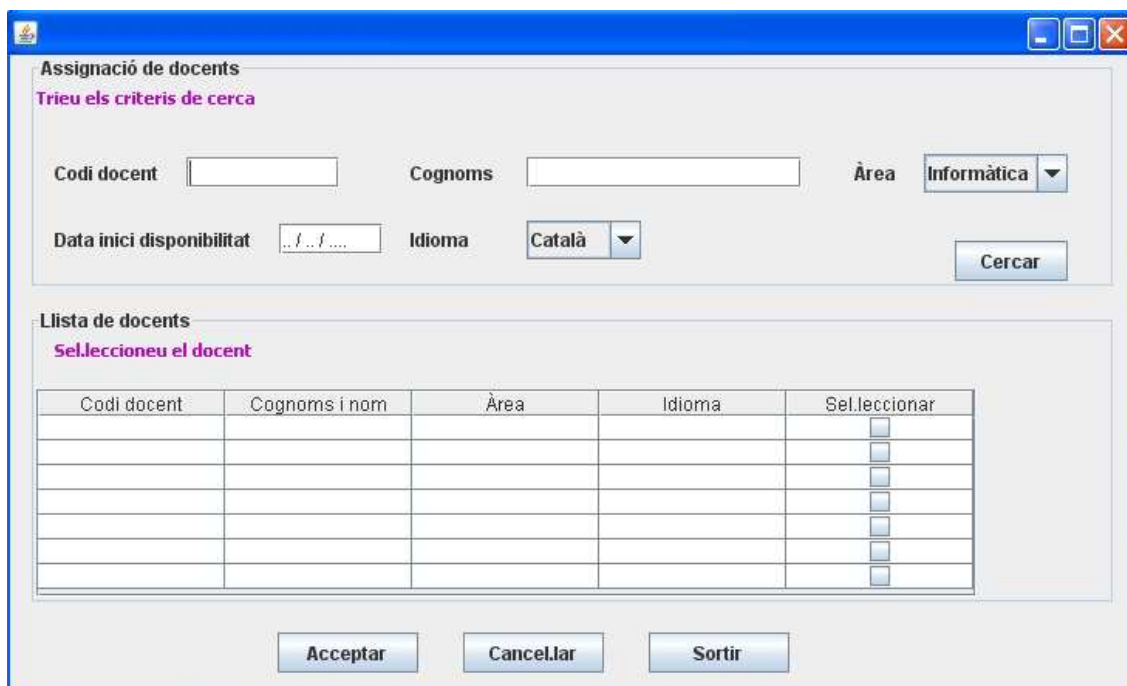 Assignació de docents
Trieu els criteris de cerca
Codi docent Cognoms Àrea Informàtica
Data inici disponibilitat ../../.... Idioma Català
Cercar
Llista de docents
Sel.leccioneu el docent
Codi docent Cognoms i nom Àrea Idioma Sel.leccionar
Acceptar Cancel.lar Sortir